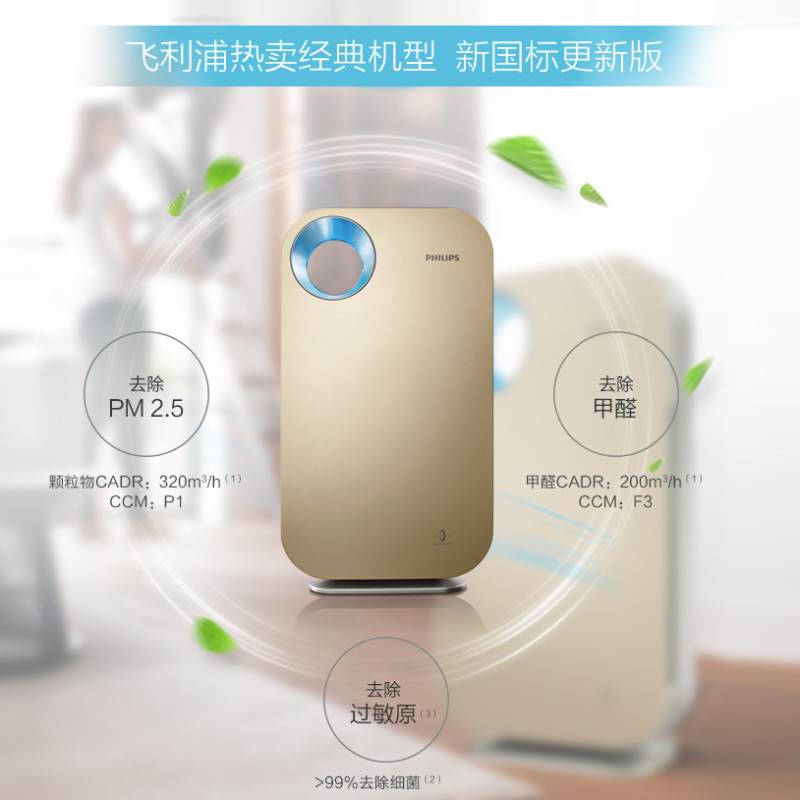 飞利浦热卖经典机型 新国标更新版
PHILIPS
去除
PM 2.5
颗粒物CADR：320m³/h（1）
CCM：P1
去除
甲醛
甲醛CADR：200m³/h（1）
CCM：F3
去除
过敏原（3）
>99%去除细菌（2）